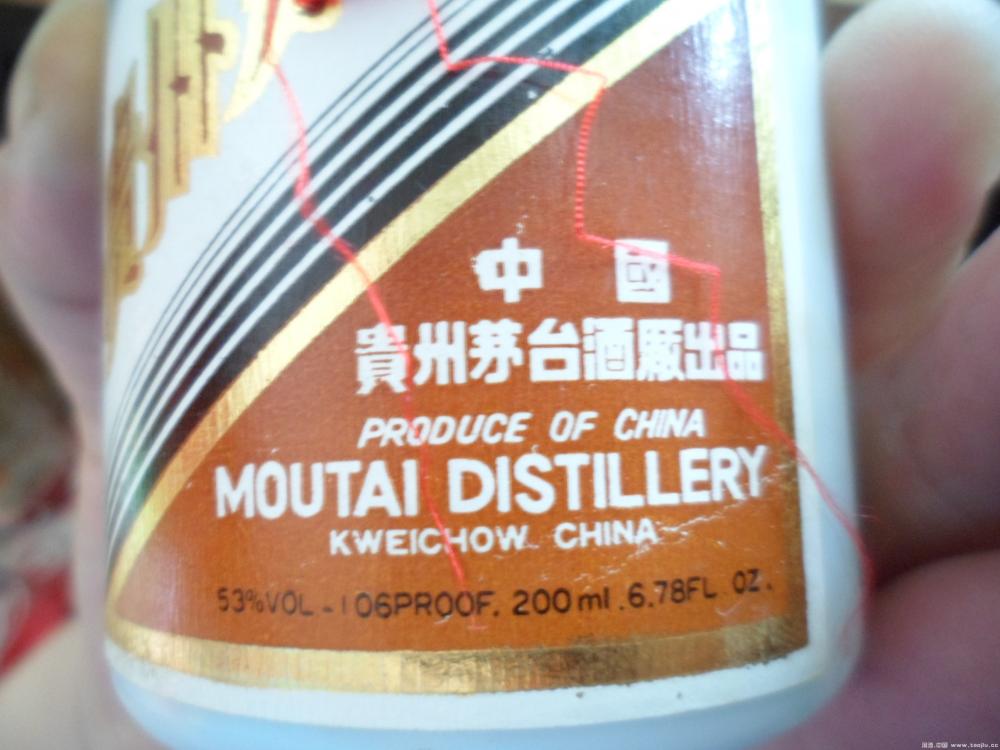 中國
貴州茅台酒廠出品
PRODUCE OF CHINA
MOUTAI DISTILLERY
KWEICHOW CHINA
53%VOL - 106PROOF. 200ml.6.78FL OZ.